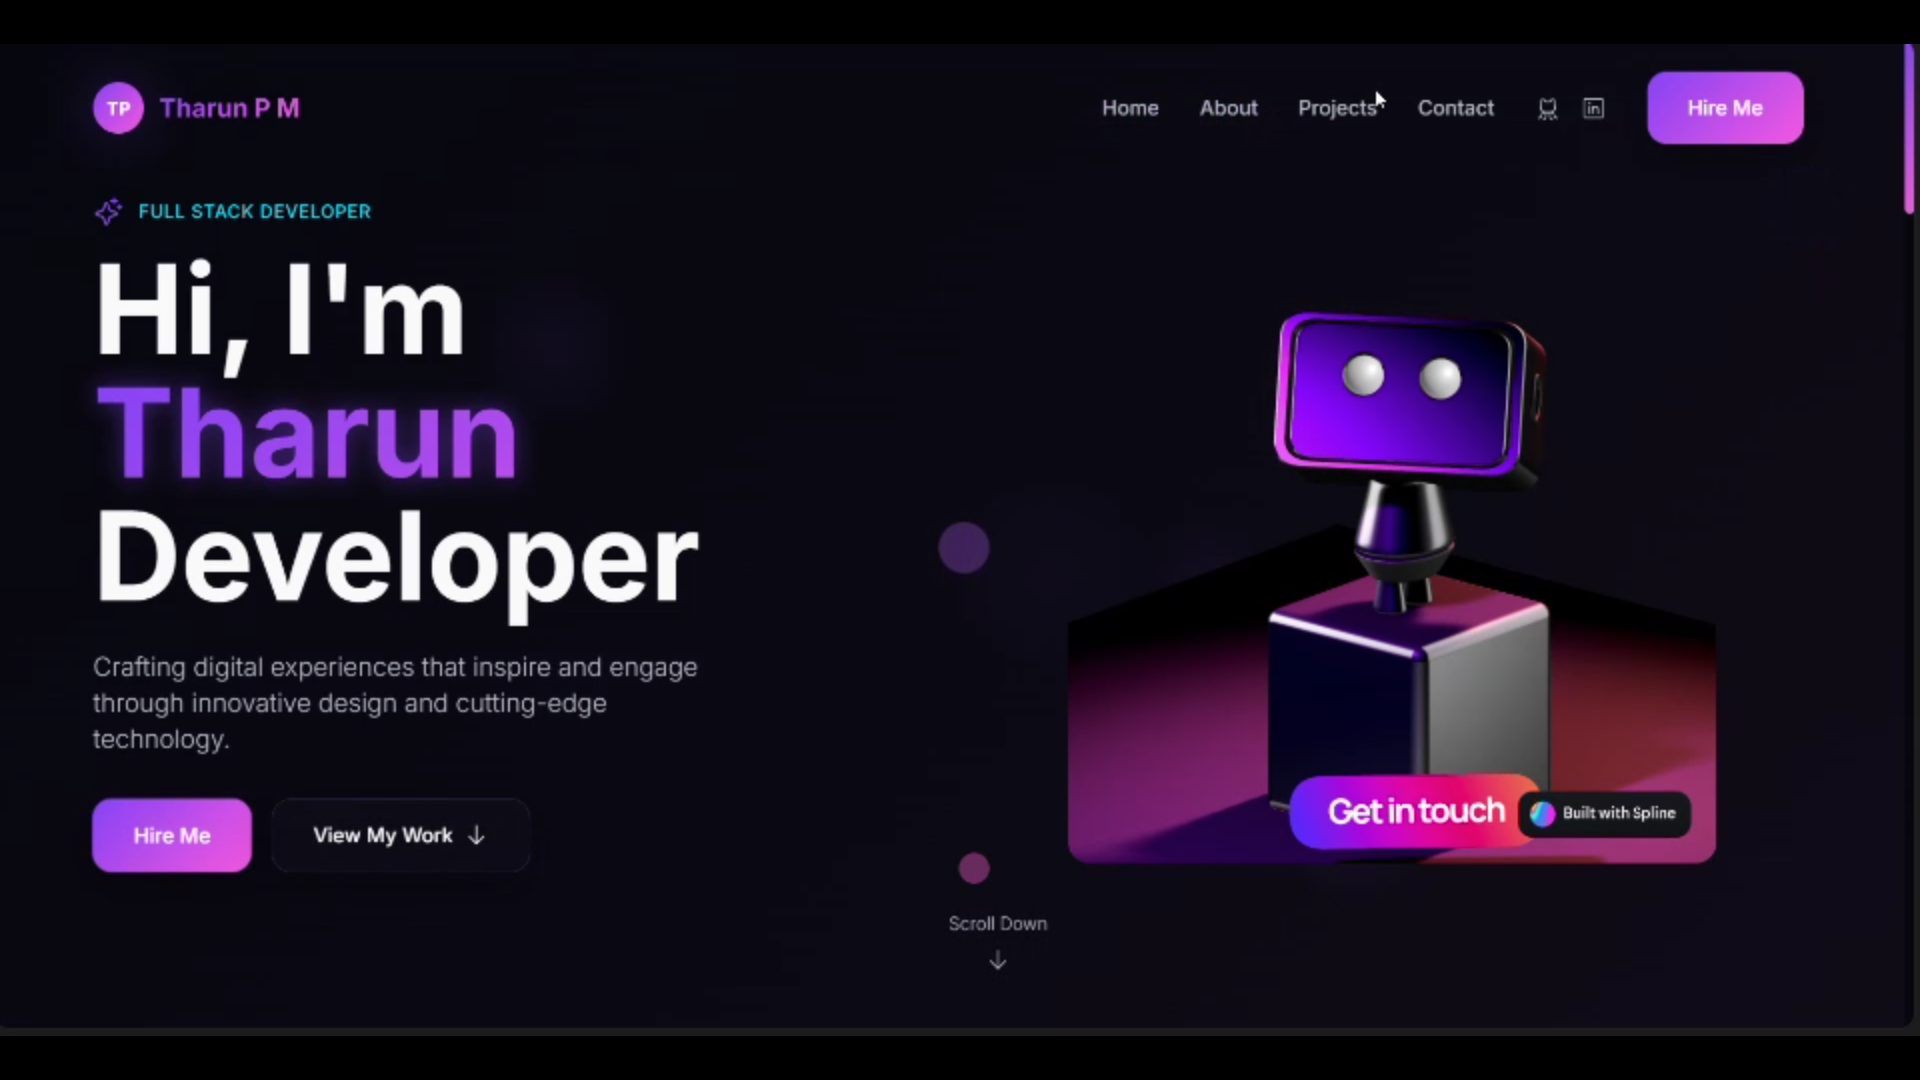 TP Tharun P M
Home About Projects Contact in Hire Me
FULL STACK DEVELOPER
Hi, I'm
Tharun
Developer
Crafting digital experiences that inspire and engage
through innovative design and cutting-edge
technology.
Hire Me View My Work
Get in touch
Built with Spline
Scroll Down